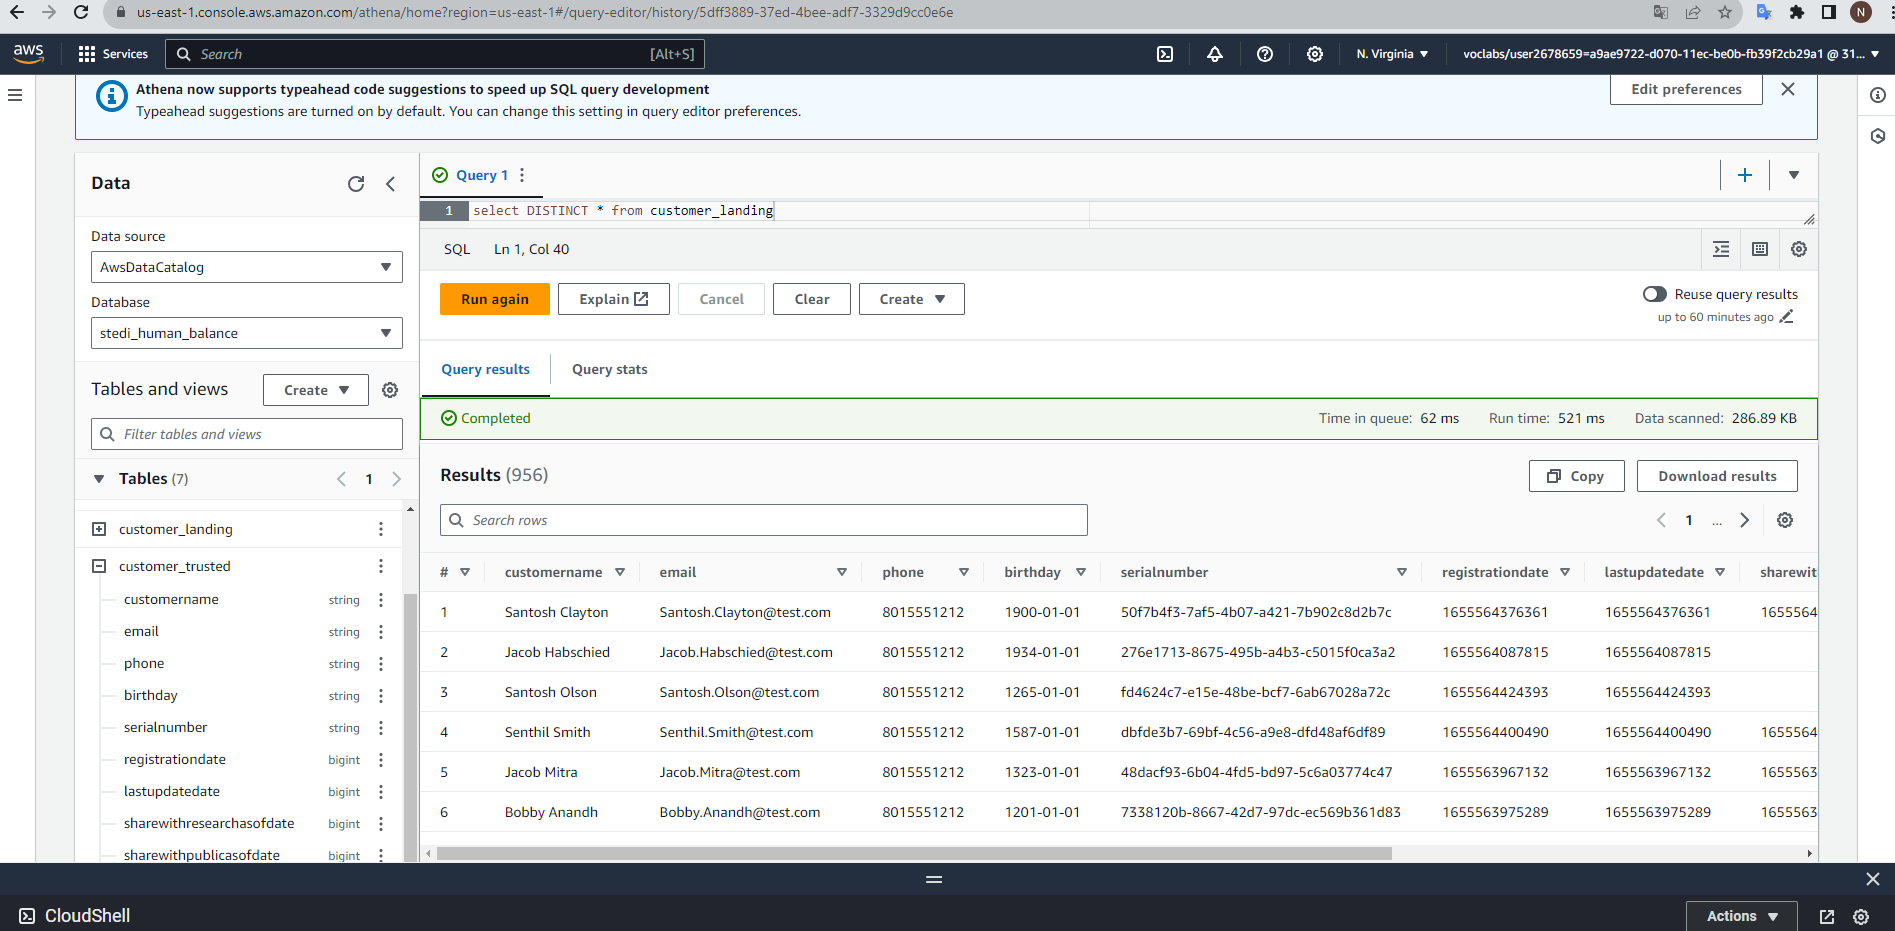 us-east-1.console.aws.amazon.com/athena/home?region=us-east-1#/query-editor/history/5dff3889-37ed-4bee-adf7-3329d9cc0e6e
N
aws Services Search [Alt+S] N. Virginia voclabs/user2678659=a9ae9722-d070-11ec-be0b-fb39f2cb29a1 @ 31...
Athena now supports typeahead code suggestions to speed up SQL query development
Typeahead suggestions are turned on by default. You can change this setting in query editor preferences.
Edit preferences
Data
Data source
AwsDataCatalog
Database
stedi_human_balance
Tables and views
Create
Filter tables and views
Tables (7) 1
customer_landing
customer_trusted
customername string
email string
phone string
birthday string
serialnumber string
registrationdate bigint
lastupdatedate bigint
sharewithresearchasofdate bigint
sharewithpublicasofdate bigint
Query 1
1 select DISTINCT * from customer_landing
SQL Ln 1, Col 40
Run again Explain Cancel Clear Create
Reuse query results
up to 60 minutes ago
Query results Query stats
Completed Time in queue: 62 ms Run time: 521 ms Data scanned: 286.89 KB
Results (956)
Copy Download results
Search rows
1 ...
# customername email phone birthday serialnumber registrationdate lastupdatedate sharewit
1 Santosh Clayton Santosh.Clayton@test.com 8015551212 1900-01-01 50f7b4f3-7af5-4b07-a421-7b902c8d2b7c 1655564376361 1655564376361 1655564
2 Jacob Habschied Jacob.Habschied@test.com 8015551212 1934-01-01 276e1713-8675-495b-a4b3-c5015f0ca3a2 1655564087815 1655564087815
3 Santosh Olson Santosh.Olson@test.com 8015551212 1265-01-01 fd4624c7-e15e-48be-bcf7-6ab67028a72c 1655564424393 1655564424393
4 Senthil Smith Senthil.Smith@test.com 8015551212 1587-01-01 dbfde3b7-69bf-4c56-a9e8-dfd48af6df89 1655564400490 1655564400490 1655564
5 Jacob Mitra Jacob.Mitra@test.com 8015551212 1323-01-01 48dacf93-6b04-4fd5-bd97-5c6a03774c47 1655563967132 1655563967132 1655563
6 Bobby Anandh Bobby.Anandh@test.com 8015551212 1201-01-01 7338120b-8667-42d7-97dc-ec569b361d83 1655563975289 1655563975289 1655563
CloudShell
Actions